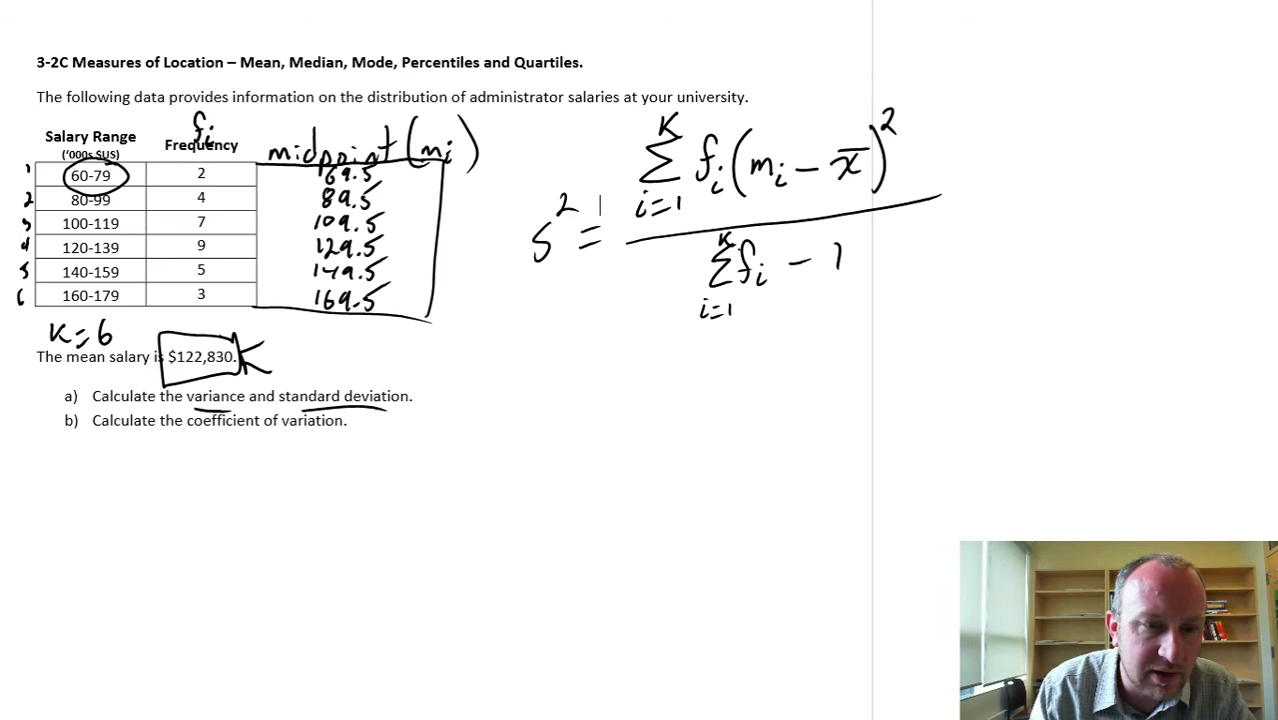 3-2C Measures of Location – Mean, Median, Mode, Percentiles and Quartiles.
The following data provides information on the distribution of administrator salaries at your university.
fi
Salary Range Frequency midpoint (mi)
('000s $US)
1 60-79 2 69.5
2 80-99 4 89.5
3 100-119 7 109.5
4 120-139 9 129.5
5 140-159 5 149.5
6 160-179 3 169.5
K=6
The mean salary is $122,830. K
a) Calculate the variance and standard deviation.
b) Calculate the coefficient of variation.
K
s² = Σ fi (mi − x̄)²
i=1
K
Σ fi − 1
i=1